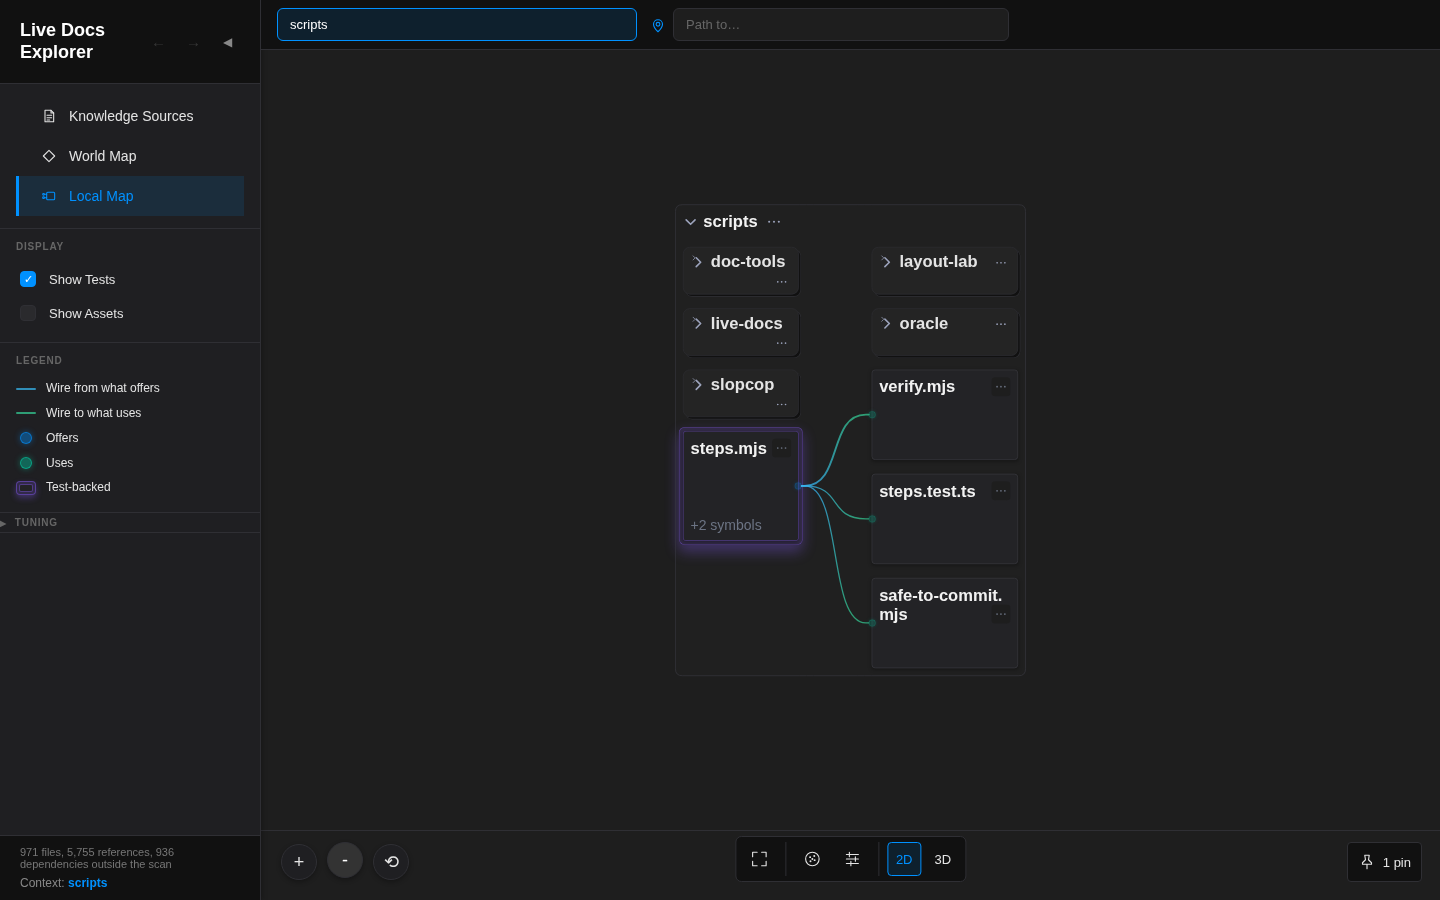 Live Docs
Explorer
scripts
Path to…
Knowledge Sources
World Map
Local Map
DISPLAY
✓ Show Tests
Show Assets
LEGEND
Wire from what offers
Wire to what uses
Offers
Uses
Test-backed
TUNING
971 files, 5,755 references, 936
dependencies outside the scan
Context: scripts
scripts ···
doc-tools ···
layout-lab ···
live-docs ···
oracle ···
slopcop ···
verify.mjs ···
steps.mjs ···
+2 symbols
steps.test.ts ···
safe-to-commit.
mjs ···
+ - ⟲
2D 3D
1 pin